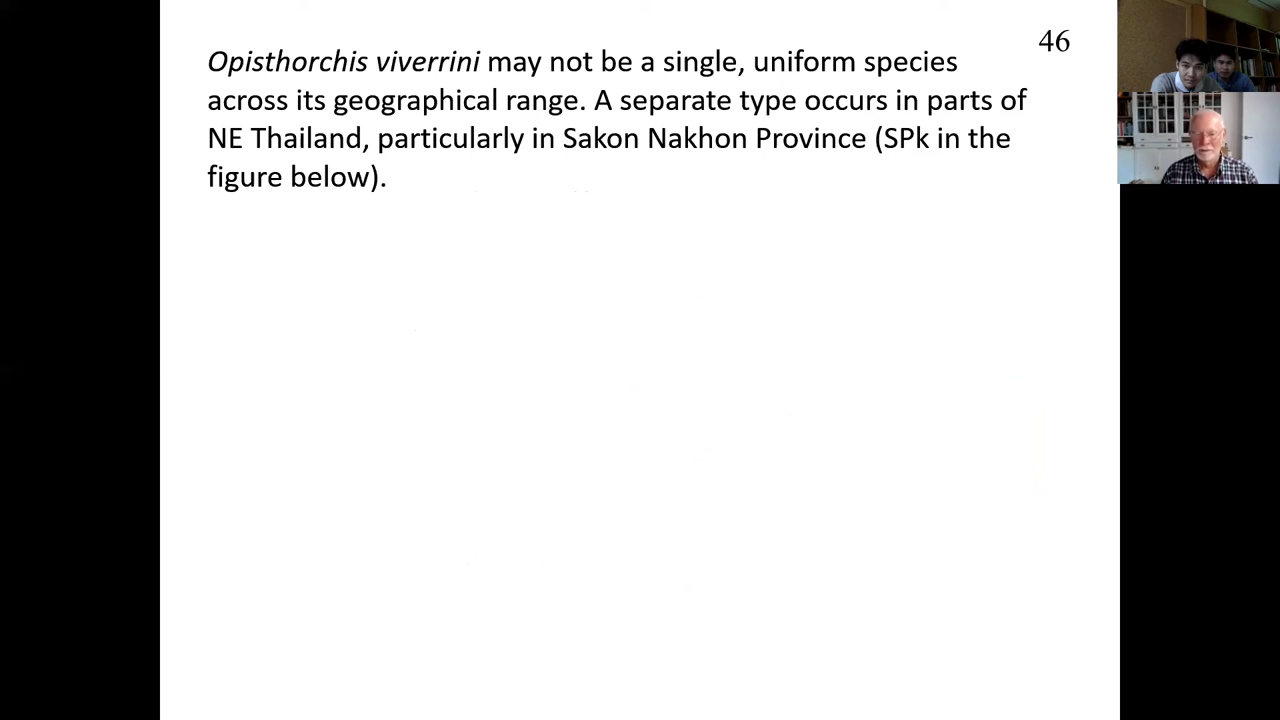 46
Opisthorchis viverrini may not be a single, uniform species
across its geographical range. A separate type occurs in parts of
NE Thailand, particularly in Sakon Nakhon Province (SPk in the
figure below).